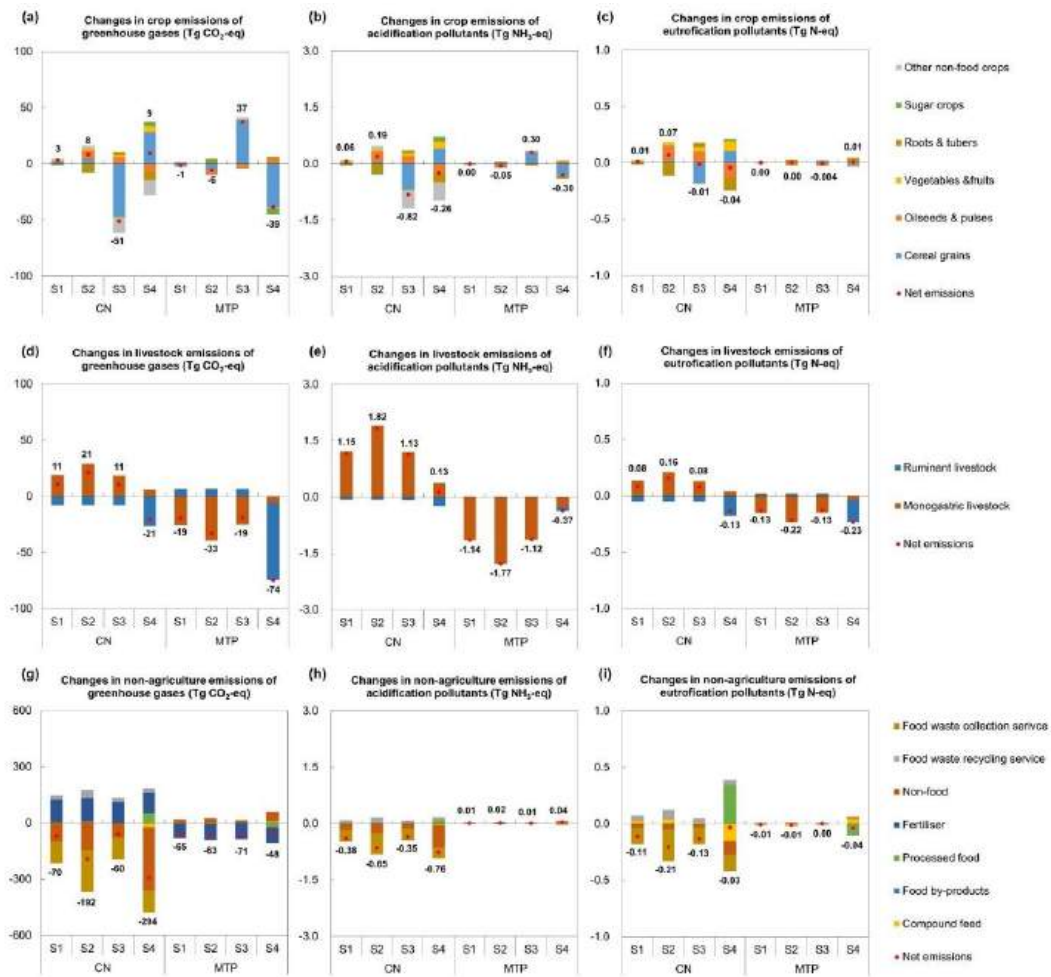 (a)
Changes in crop emissions of
greenhouse gases (Tg CO₂-eq)
100
50
0
-50
-100
3
8
-51
9
-1
-6
37
-39
S1 S2 S3 S4 S1 S2 S3 S4
CN MTP
(b)
Changes in crop emissions of
acidification pollutants (Tg NH₃-eq)
3.0
1.5
0.0
-1.5
-3.0
0.06
0.19
-0.82
-0.26
0.00
-0.05
0.30
-0.30
S1 S2 S3 S4 S1 S2 S3 S4
CN MTP
(c)
Changes in crop emissions of
eutrofication pollutants (Tg N-eq)
1.0
0.5
0.0
-0.5
-1.0
0.01
0.07
-0.01
-0.04
0.00
0.00
-0.004
0.01
S1 S2 S3 S4 S1 S2 S3 S4
CN MTP
Other non-food crops
Sugar crops
Roots & tubers
Vegetables &fruits
Oilseeds & pulses
Cereal grains
Net emissions
(d)
Changes in livestock emissions of
greenhouse gases (Tg CO₂-eq)
100
50
0
-50
-100
11
21
11
-21
-19
-33
-19
-74
S1 S2 S3 S4 S1 S2 S3 S4
CN MTP
(e)
Changes in livestock emissions of
acidification pollutants (Tg NH₃-eq)
3.0
1.5
0.0
-1.5
-3.0
1.15
1.82
1.13
0.13
-1.14
-1.77
-1.12
-0.37
S1 S2 S3 S4 S1 S2 S3 S4
CN MTP
(f)
Changes in livestock emissions of
eutrofication pollutants (Tg N-eq)
1.0
0.5
0.0
-0.5
-1.0
0.08
0.16
0.08
-0.13
-0.13
-0.22
-0.13
-0.23
S1 S2 S3 S4 S1 S2 S3 S4
CN MTP
Ruminant livestock
Monogastric livestock
Net emissions
(g)
Changes in non-agriculture emissions of
greenhouse gases (Tg CO₂-eq)
600
300
0
-300
-600
-70
-192
-60
-294
-65
-63
-71
-48
S1 S2 S3 S4 S1 S2 S3 S4
CN MTP
(h)
Changes in non-agriculture emissions of
acidification pollutants (Tg NH₃-eq)
3.0
1.5
0.0
-1.5
-3.0
-0.38
-0.65
-0.35
-0.76
0.01
0.02
0.01
0.04
S1 S2 S3 S4 S1 S2 S3 S4
CN MTP
(i)
Changes in non-agriculture emissions of
eutrofication pollutants (Tg N-eq)
1.0
0.5
0.0
-0.5
-1.0
-0.11
-0.21
-0.13
-0.03
-0.01
-0.01
0.00
-0.04
S1 S2 S3 S4 S1 S2 S3 S4
CN MTP
Food waste collection serivce
Food waste recycling service
Non-food
Fertiliser
Processed food
Food by-products
Compound feed
Net emissions